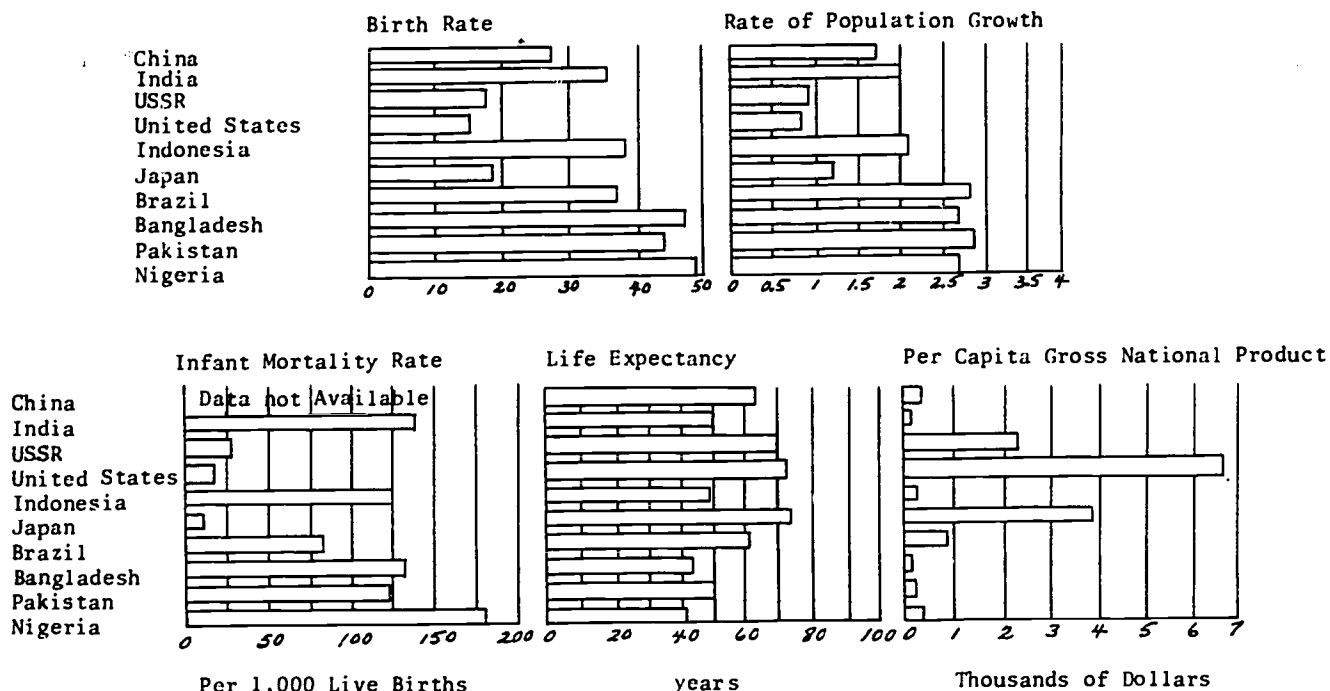 Birth Rate
Rate of Population Growth
China
India
USSR
United States
Indonesia
Japan
Brazil
Bangladesh
Pakistan
Nigeria
0 10 20 30 40 50
0 0.5 1 1.5 2 2.5 3 3.5 4
Infant Mortality Rate
Life Expectancy
Per Capita Gross National Product
China
India
USSR
United States
Indonesia
Japan
Brazil
Bangladesh
Pakistan
Nigeria
Data not Available
0 50 100 150 200
0 20 40 60 80 100
0 1 2 3 4 5 6 7
Per 1,000 Live Births
years
Thousands of Dollars